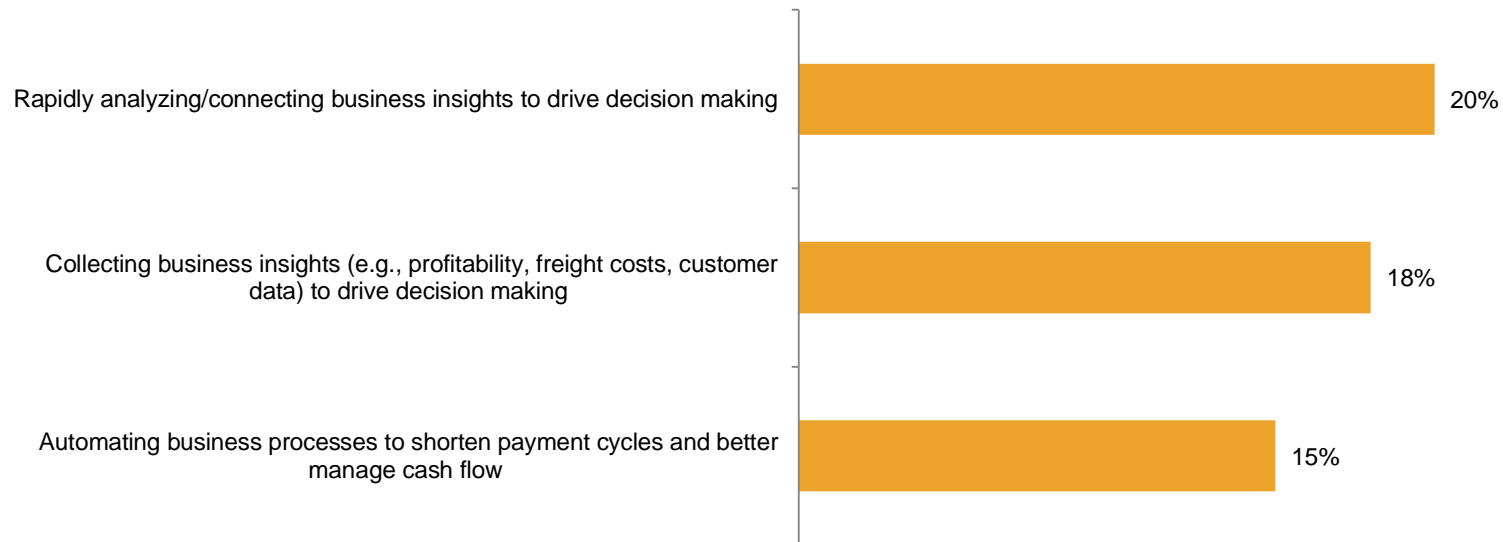 Rapidly analyzing/connecting business insights to drive decision making
20%
Collecting business insights (e.g., profitability, freight costs, customer
data) to drive decision making
18%
Automating business processes to shorten payment cycles and better
manage cash flow
15%